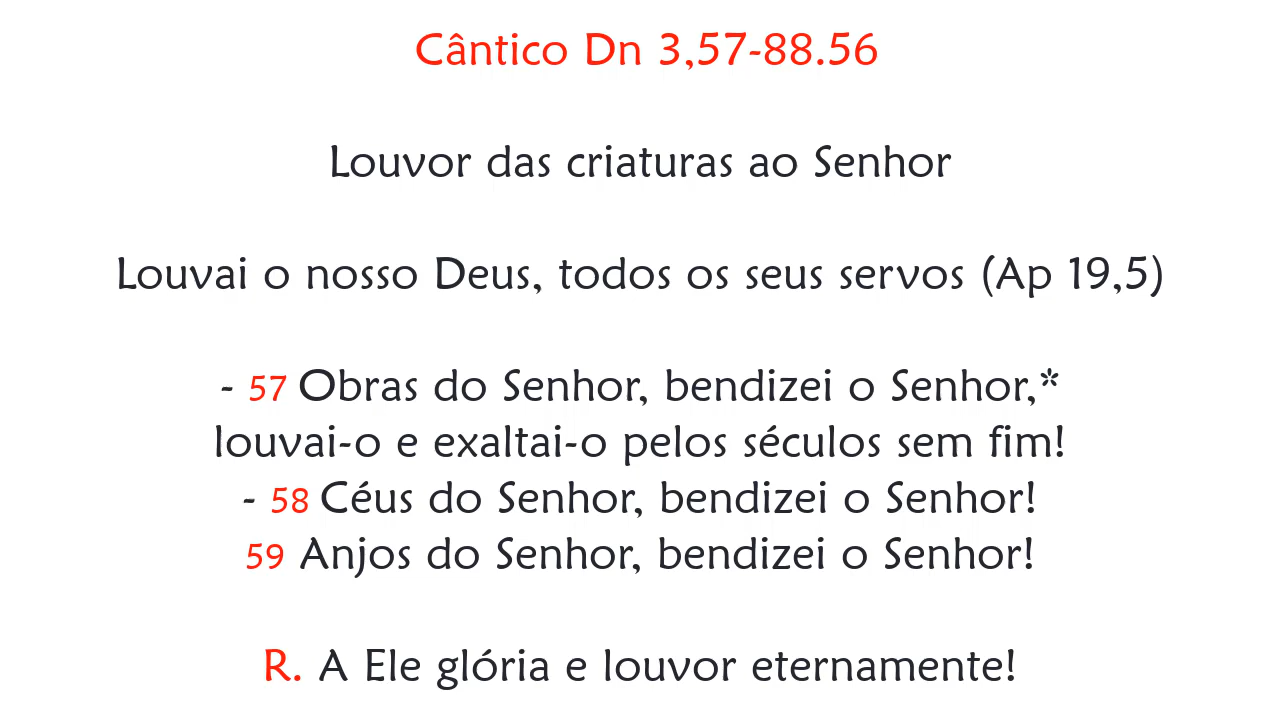 Cântico Dn 3,57-88.56
Louvor das criaturas ao Senhor
Louvai o nosso Deus, todos os seus servos (Ap 19,5)
- 57 Obras do Senhor, bendizei o Senhor,*
louvai-o e exaltai-o pelos séculos sem fim!
- 58 Céus do Senhor, bendizei o Senhor!
59 Anjos do Senhor, bendizei o Senhor!
R. A Ele glória e louvor eternamente!